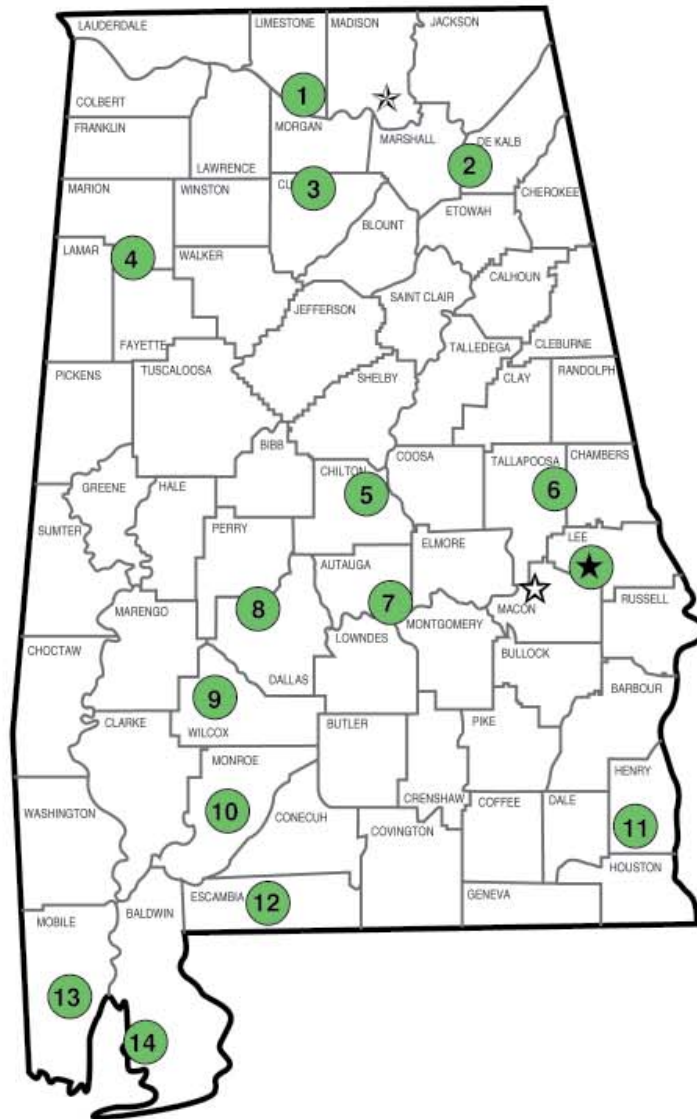 LAUDERDALE
LIMESTONE
MADISON
JACKSON
COLBERT
1
FRANKLIN
LAWRENCE
MORGAN
MARSHALL
DE KALB
2
MARION
WINSTON
3
CHEROKEE
ETOWAH
BLOUNT
LAMAR
4
WALKER
SAINT CLAIR
CALHOUN
JEFFERSON
FAYETTE
CLEBURNE
TALLEDEGA
PICKENS
TUSCALOOSA
SHELBY
CLAY
RANDOLPH
BIBB
COOSA
TALLAPOOSA
CHAMBERS
CHILTON
GREENE
HALE
5
6
SUMTER
PERRY
ELMORE
LEE
AUTAUGA
8
7
MACON
RUSSELL
MARENGO
LOWNDES
MONTGOMERY
CHOCTAW
DALLAS
BULLOCK
BARBOUR
9
CLARKE
WILCOX
BUTLER
PIKE
MONROE
HENRY
WASHINGTON
10
CONECUH
CRENSHAW
COFFEE
DALE
11
COVINGTON
HOUSTON
ESCAMBIA
12
GENEVA
MOBILE
BALDWIN
13
14